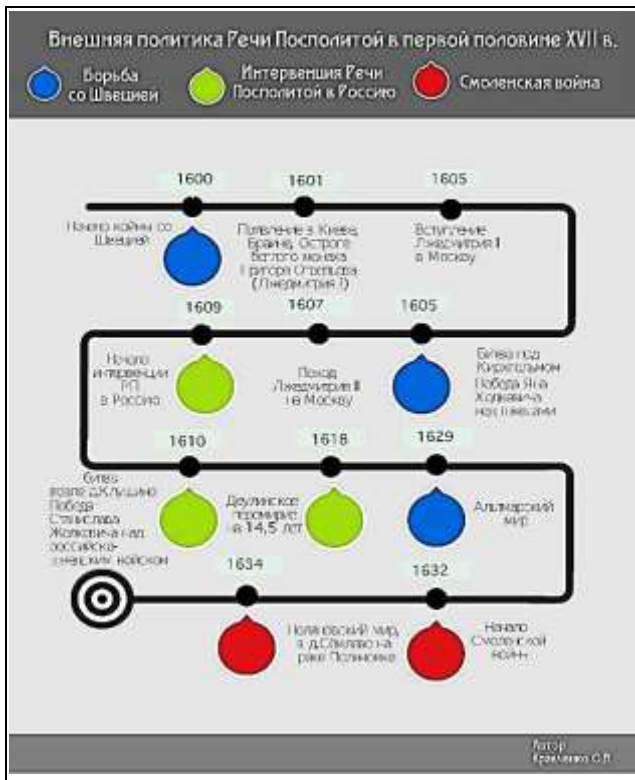 Внешняя политика Речи Посполитой в первой половине XVII в.
Борьба
со Швецией
Интервенция Речи
Посполитой в Россию
Смоленская война
1600
1601
1605
Начало войны со
Швецией
Появление в Киеве,
Остроге
беглого монаха
Григория Отрепьева
(Лжедмитрия I)
Вступление
Лжедмитрия
в Москву
1609
1607
1605
Начало
интервенции
РП
в Россию
Поход
Лжедмитрия II
на Москву
Битва под
Кирхгольмом
Победа Яна
над шведами
1610
1618
1629
Битва
возле д.Клушино
Победа
Станислава
Жолкевича над
российско-
шведским войском
Деулинское
перемирие
на 14,5 лет
Альтмарский
мир
1634
1632
Поляновский мир,
в д. на
реке Поляновке
Начало
Смоленской
войны
Автор
Кравченко О.В.